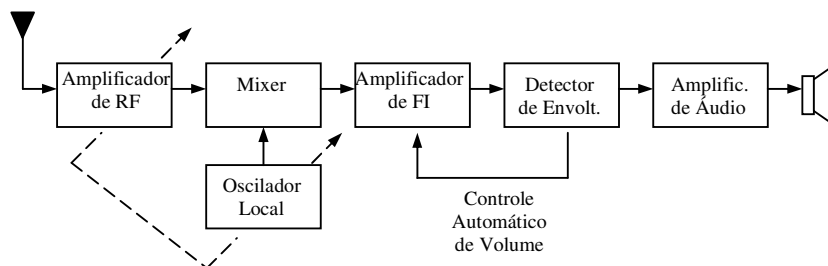 Amplificador
de RF
Mixer
Amplificador
de FI
Detector
de Envolt.
Amplific.
de Áudio
Oscilador
Local
Controle
Automático
de Volume